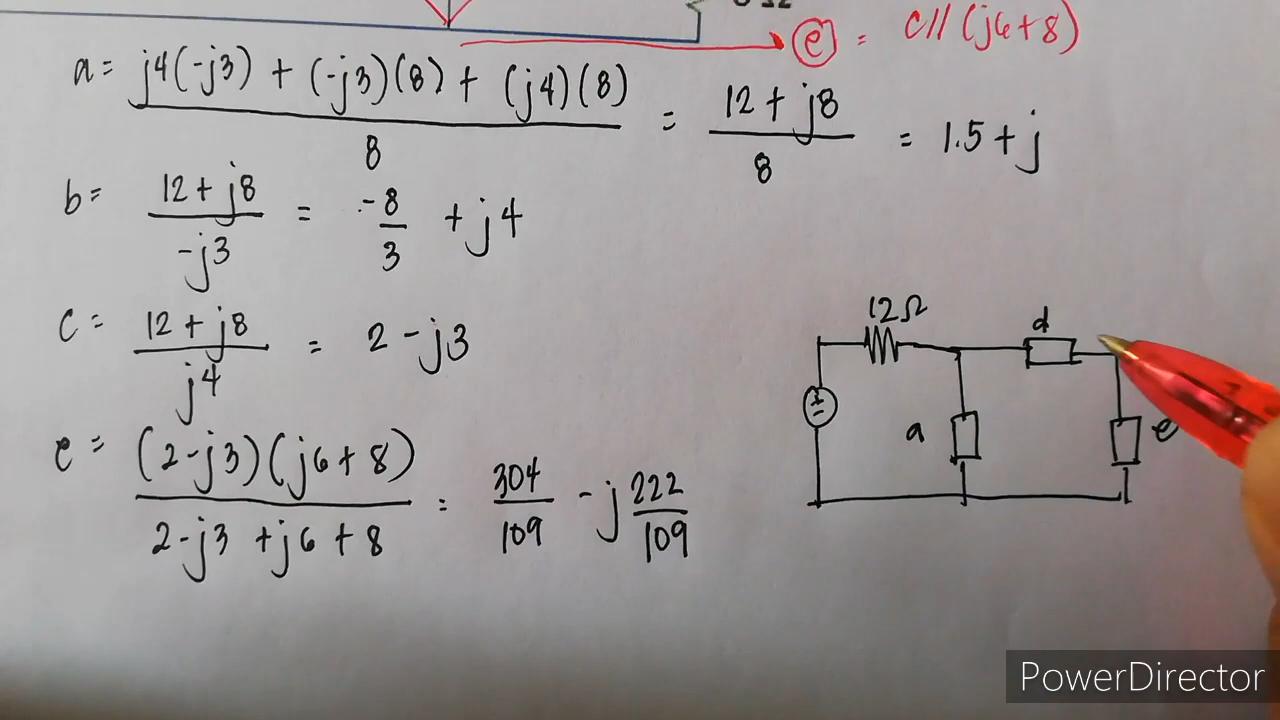 ⓔ = c//(j6+8)
a = j4(-j3) + (-j3)(8) + (j4)(8) / 8 = 12 + j8 / 8 = 1.5 + j
b = 12 + j8 / -j3 = -8/3 + j4
c = 12 + j8 / j4 = 2 - j3
e = (2-j3)(j6+8) / 2-j3 + j6 + 8 = 304/109 - j 222/109
12Ω
d
a
e
PowerDirector